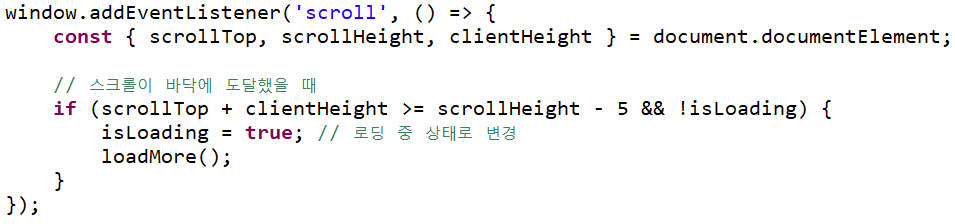 window.addEventListener('scroll', () => {
    const { scrollTop, scrollHeight, clientHeight } = document.documentElement;

    // 스크롤이 바닥에 도달했을 때
    if (scrollTop + clientHeight >= scrollHeight - 5 && !isLoading) {
        isLoading = true; // 로딩 중 상태로 변경
        loadMore();
    }
});